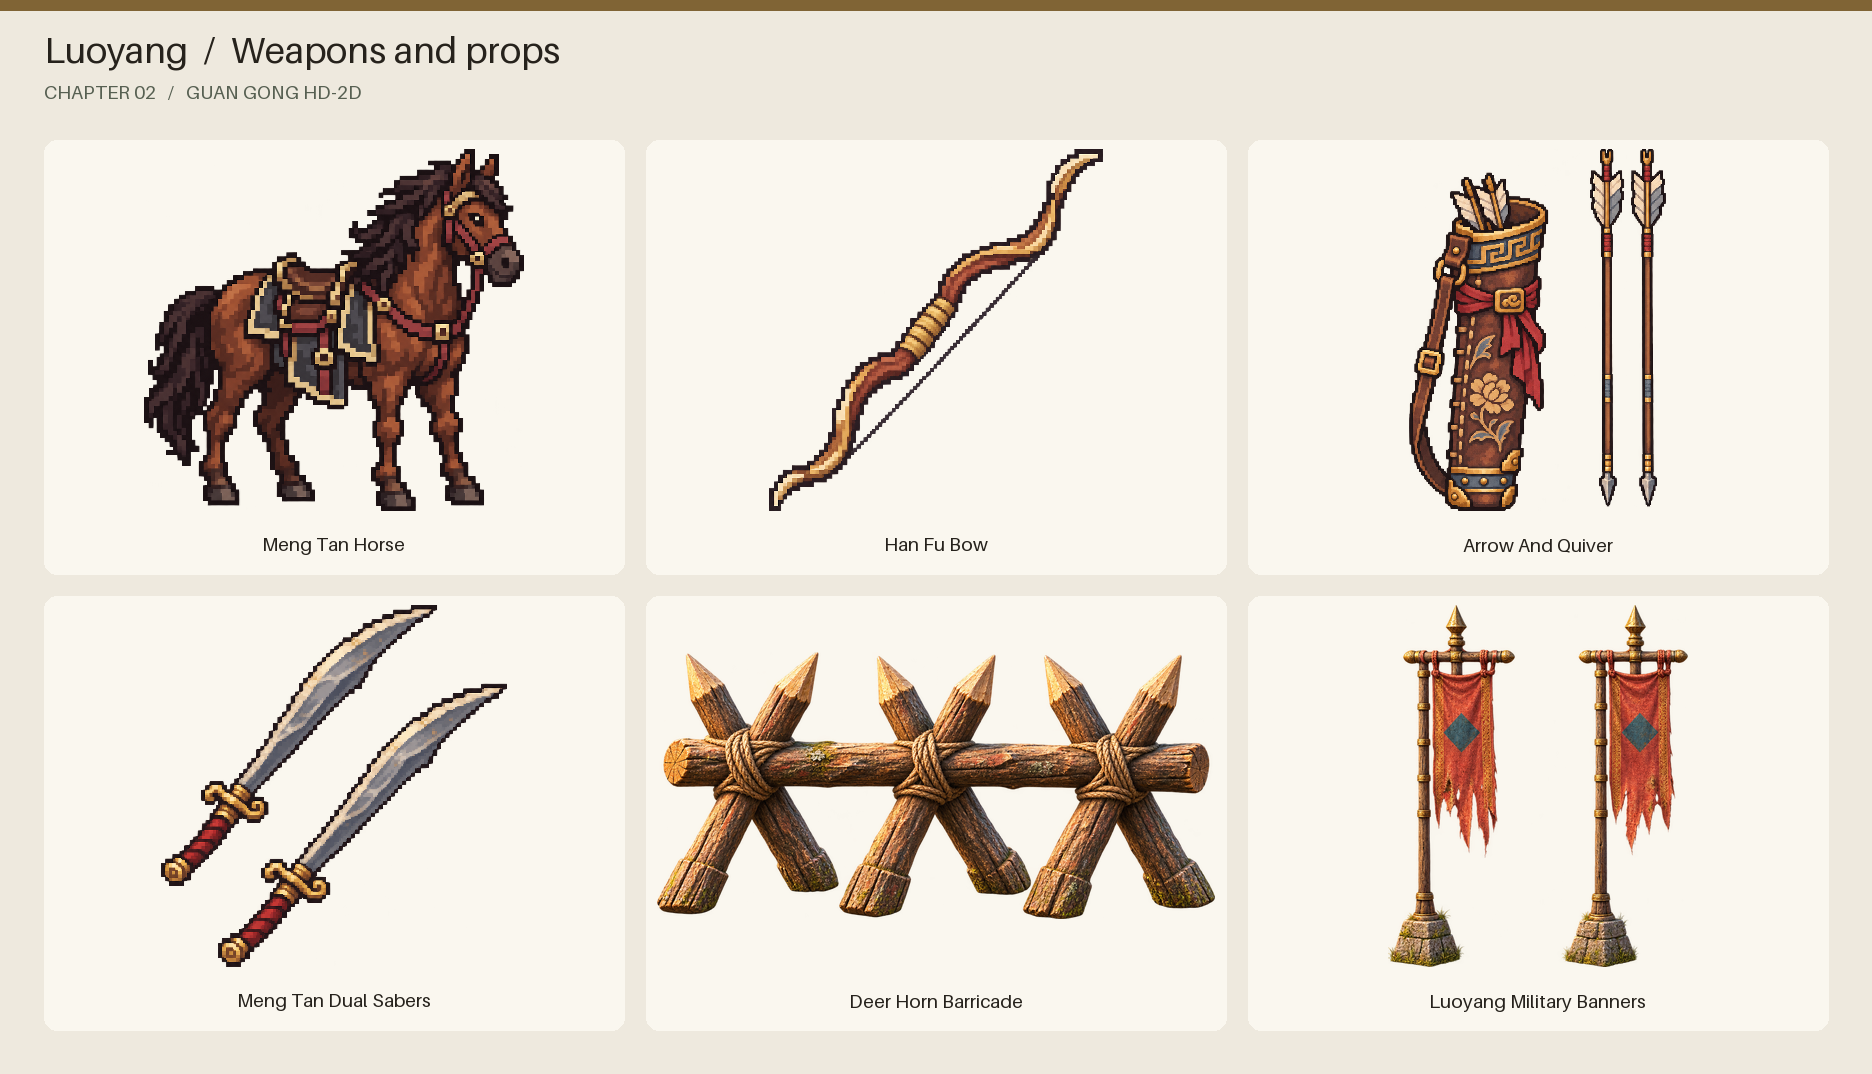 Luoyang / Weapons and props
CHAPTER 02 / GUAN GONG HD-2D
Meng Tan Horse
Han Fu Bow
Arrow And Quiver
Meng Tan Dual Sabers
Deer Horn Barricade
Luoyang Military Banners